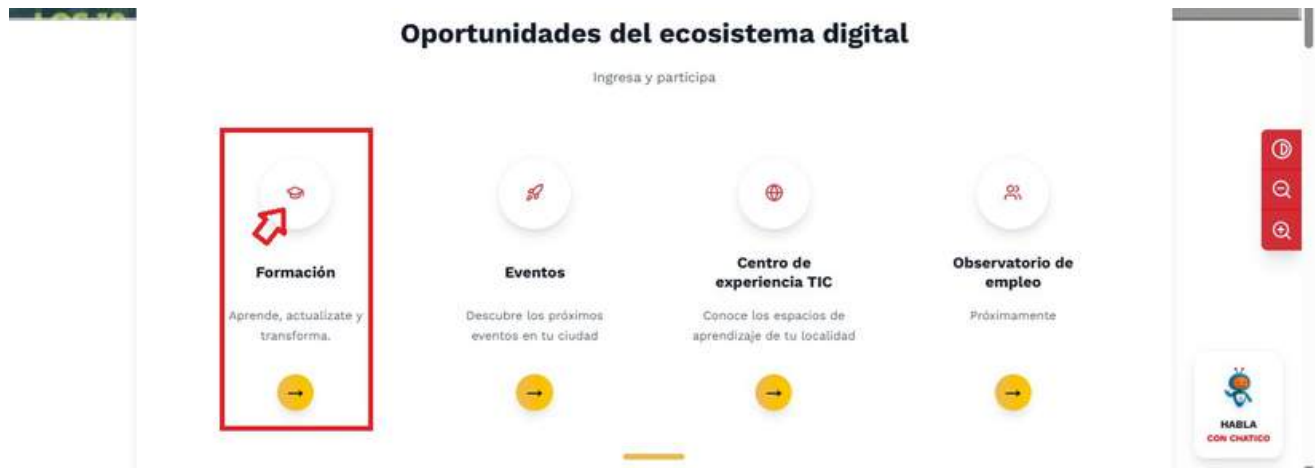 Oportunidades del ecosistema digital
Ingresa y participa
Formación
Aprende, actualízate y
transforma.
Eventos
Descubre los próximos
eventos en tu ciudad
Centro de
experiencia TIC
Conoce los espacios de
aprendizaje de tu localidad
Observatorio de
empleo
Próximamente
HABLA
CON CHATICO